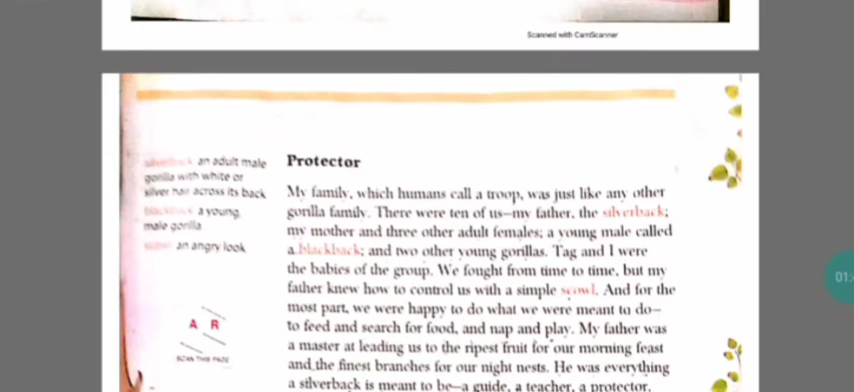 Scanned with CamScanner
silverback an adult male
gorilla with white or
silver hair across its back
blackback a young
male gorilla
scowl an angry look
A R
SCAN THIS PAGE
Protector
My family, which humans call a troop, was just like any other
gorilla family. There were ten of us—my father, the silverback;
my mother and three other adult females; a young male called
a blackback; and two other young gorillas. Tag and I were
the babies of the group. We fought from time to time, but my
father knew how to control us with a simple scowl. And for the
most part, we were happy to do what we were meant to do—
to feed and search for food, and nap and play. My father was
a master at leading us to the ripest fruit for our morning feast
and the finest branches for our night nests. He was everything
a silverback is meant to be—a guide, a teacher, a protector.
01: